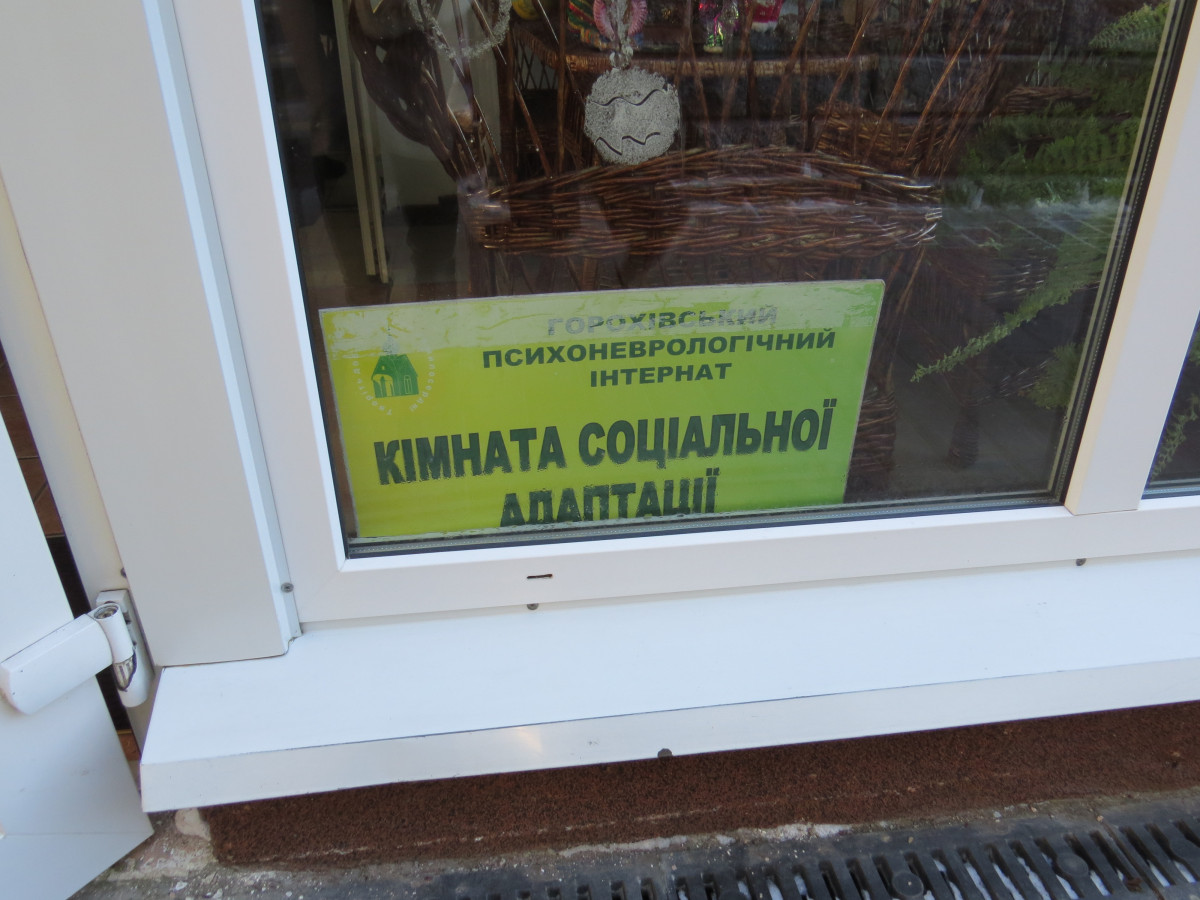 ГОРОХІВСЬКИЙ
ПСИХОНЕВРОЛОГІЧНИЙ
ІНТЕРНАТ
КІМНАТА СОЦІАЛЬНОЇ
АДАПТАЦІЇ